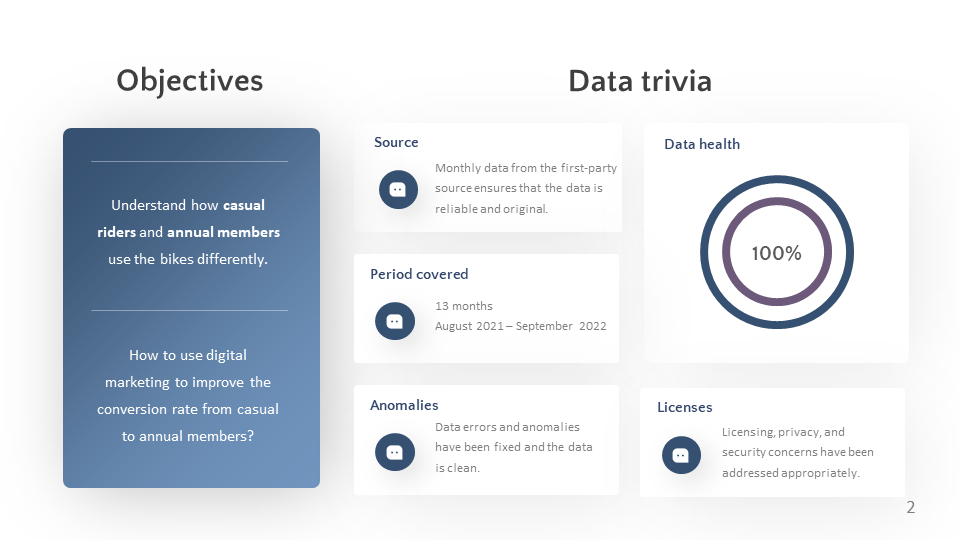 Objectives
Understand how casual
riders and annual members
use the bikes differently.
How to use digital
marketing to improve the
conversion rate from casual
to annual members?
Data trivia
Source
Monthly data from the first-party
source ensures that the data is
reliable and original.
Period covered
13 months
August 2021 – September 2022
Anomalies
Data errors and anomalies
have been fixed and the data
is clean.
Data health
100%
Licenses
Licensing, privacy, and
security concerns have been
addressed appropriately.
2